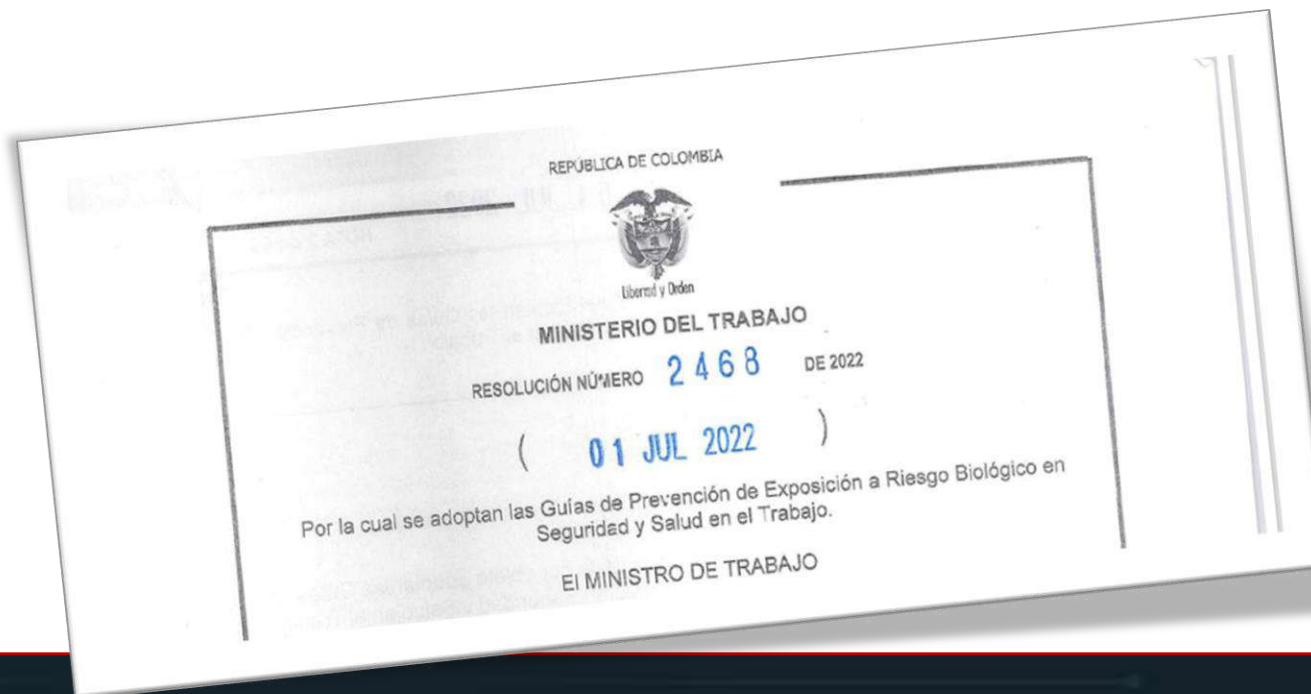 REPÚBLICA DE COLOMBIA
Libertad y Orden
MINISTERIO DEL TRABAJO
RESOLUCIÓN NÚMERO 2468 DE 2022
( 01 JUL 2022 )
Por la cual se adoptan las Guías de Prevención de Exposición a Riesgo Biológico en
Seguridad y Salud en el Trabajo.
El MINISTRO DE TRABAJO